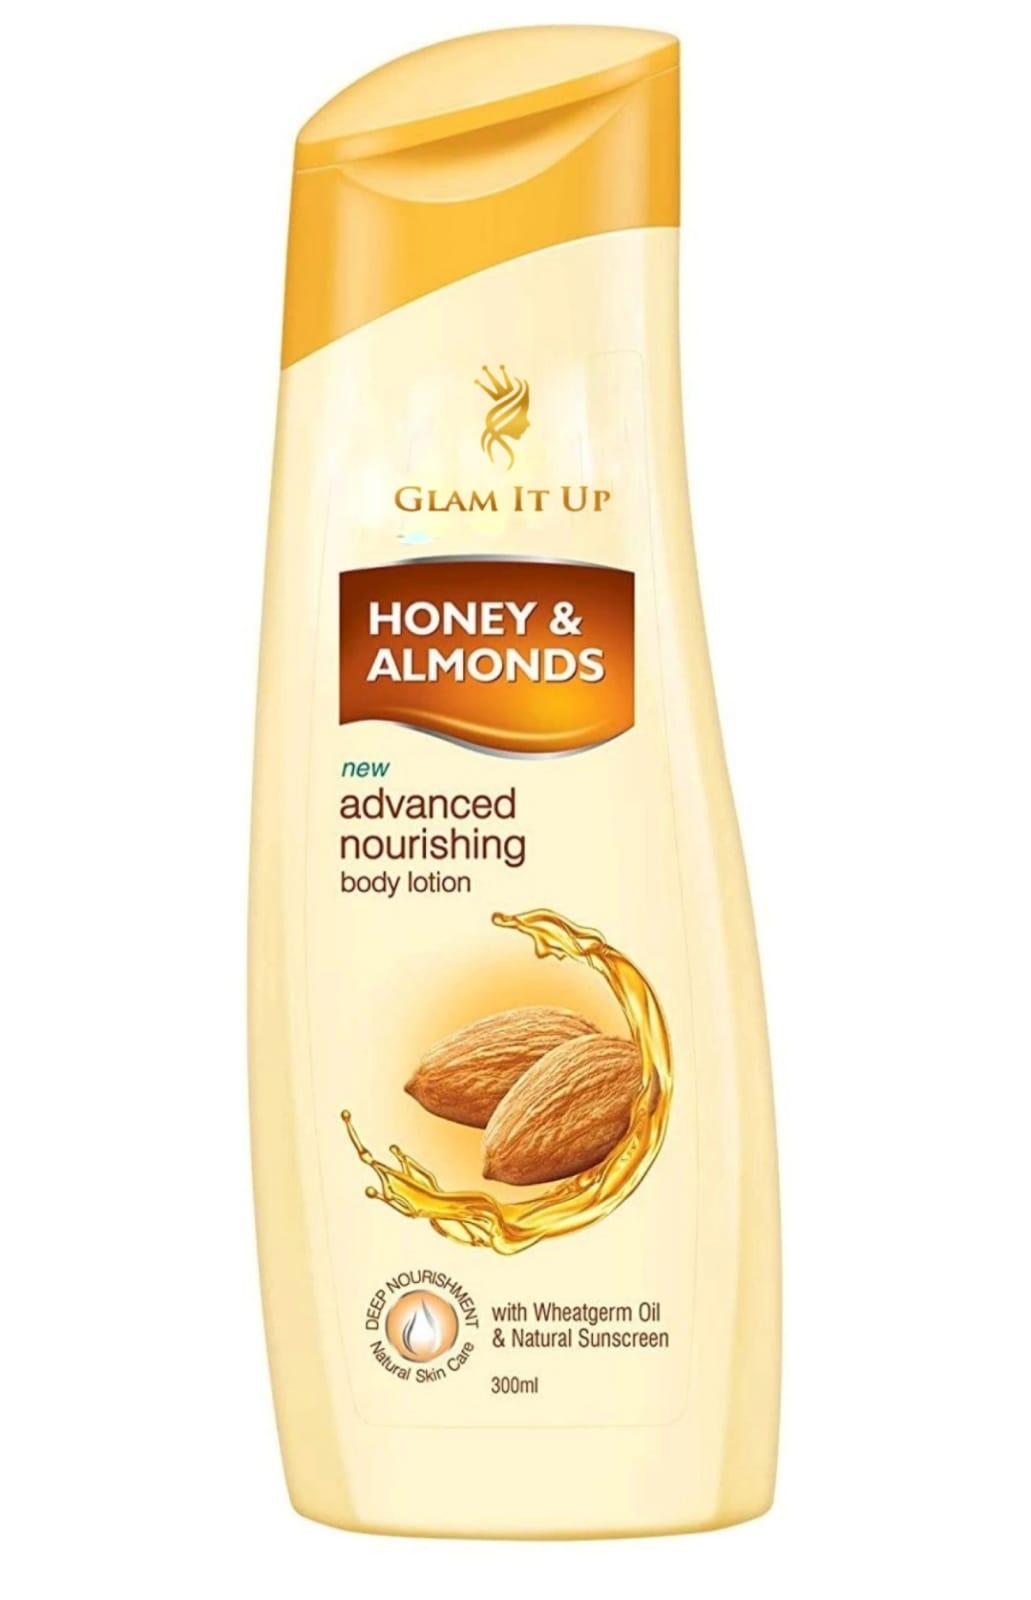 GLAM IT UP
HONEY &
ALMONDS
new
advanced
nourishing
body lotion
DEEP NOURISHMENT
Natural Skin Care
with Wheatgerm Oil
& Natural Sunscreen
300ml